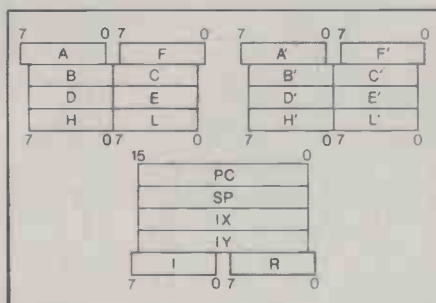 7 0 7 0 7 0 7 0
A F A' F'
B C B' C'
D E D' E'
H L H' L'
7 0 7 0 7 0 7 0
15 0
PC
SP
IX
IY
I R
7 0 7 0